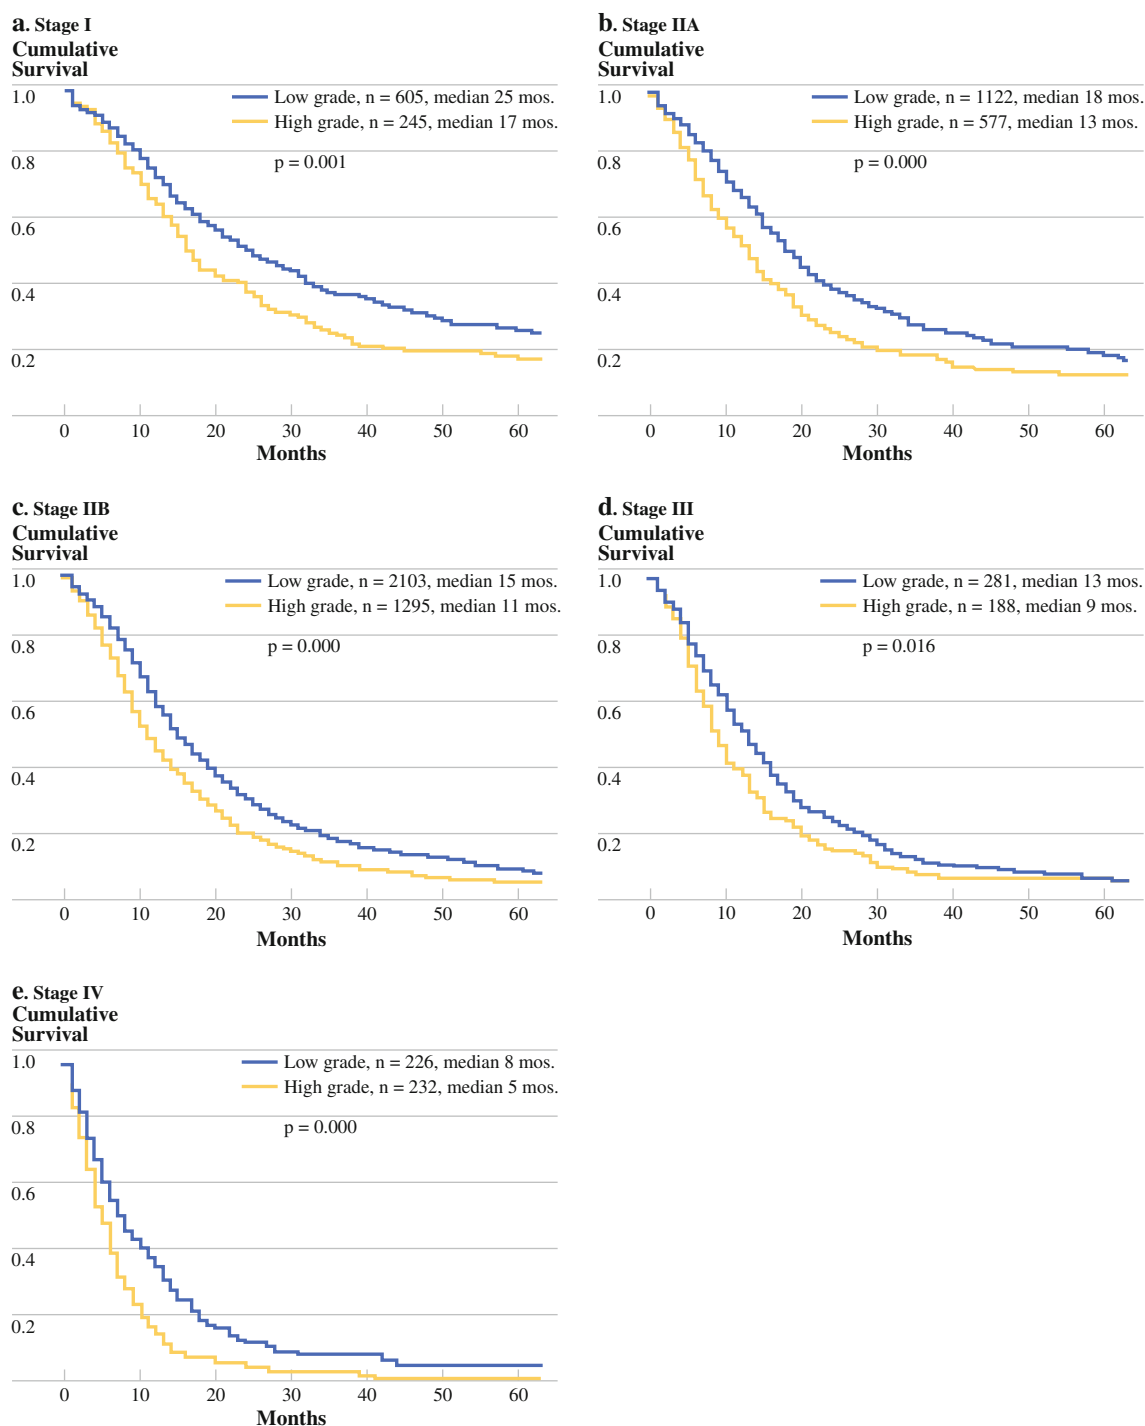 a. Stage I
Cumulative
Survival
1.0
0.8
0.6
0.4
0.2
Low grade, n = 605, median 25 mos.
High grade, n = 245, median 17 mos.
p = 0.001
0 10 20 30 40 50 60
Months
b. Stage IIA
Cumulative
Survival
1.0
0.8
0.6
0.4
0.2
Low grade, n = 1122, median 18 mos.
High grade, n = 577, median 13 mos.
p = 0.000
0 10 20 30 40 50 60
Months
c. Stage IIB
Cumulative
Survival
1.0
0.8
0.6
0.4
0.2
Low grade, n = 2103, median 15 mos.
High grade, n = 1295, median 11 mos.
p = 0.000
0 10 20 30 40 50 60
Months
d. Stage III
Cumulative
Survival
1.0
0.8
0.6
0.4
0.2
Low grade, n = 281, median 13 mos.
High grade, n = 188, median 9 mos.
p = 0.016
0 10 20 30 40 50 60
Months
e. Stage IV
Cumulative
Survival
1.0
0.8
0.6
0.4
0.2
Low grade, n = 226, median 8 mos.
High grade, n = 232, median 5 mos.
p = 0.000
0 10 20 30 40 50 60
Months